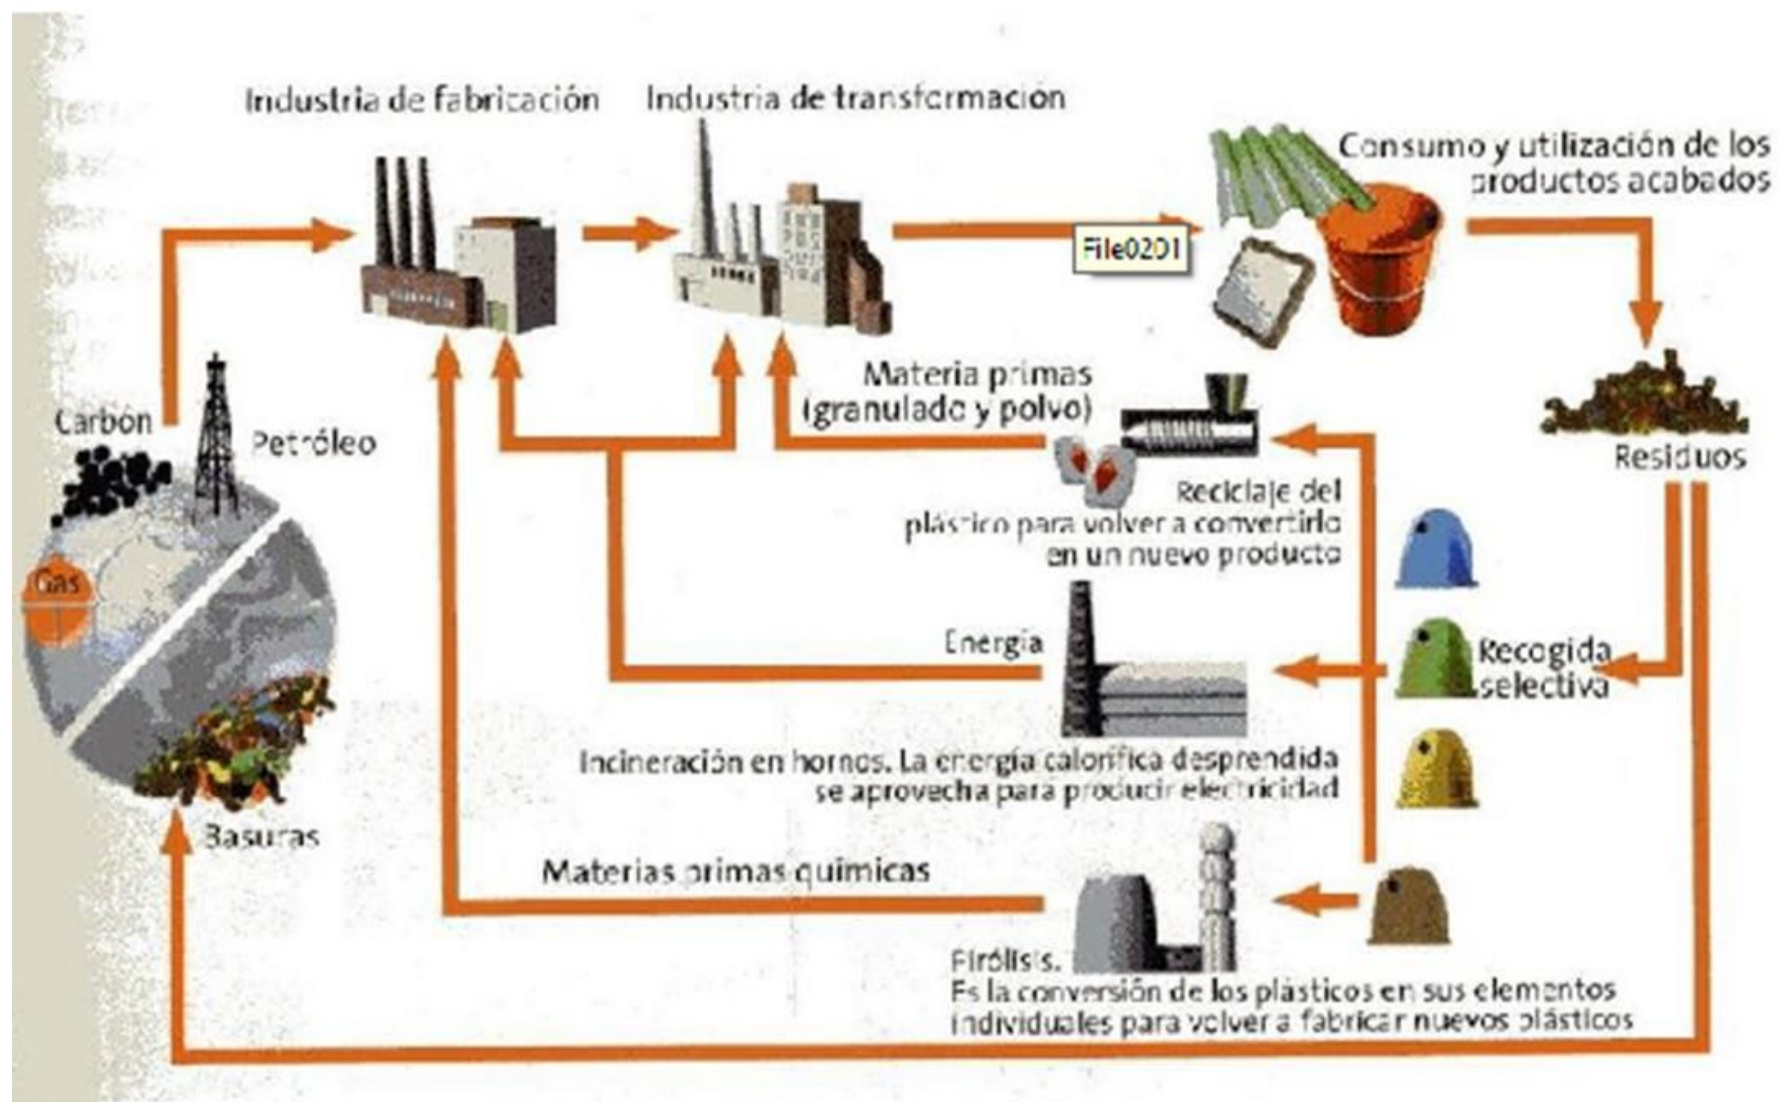 Industria de fabricación
Industria de transformación
Consumo y utilización de los
productos acabados
File0201
Carbón
Petróleo
Gas
Basuras
Materia primas
(granulado y polvo)
Reciclaje del
plástico para volver a convertirlo
en un nuevo producto
Residuos
Energía
Recogida
selectiva
Incineración en hornos. La energía calorífica desprendida
se aprovecha para producir electricidad
Materias primas químicas
Pirólisis.
Es la conversión de los plásticos en sus elementos
individuales para volver a fabricar nuevos plásticos